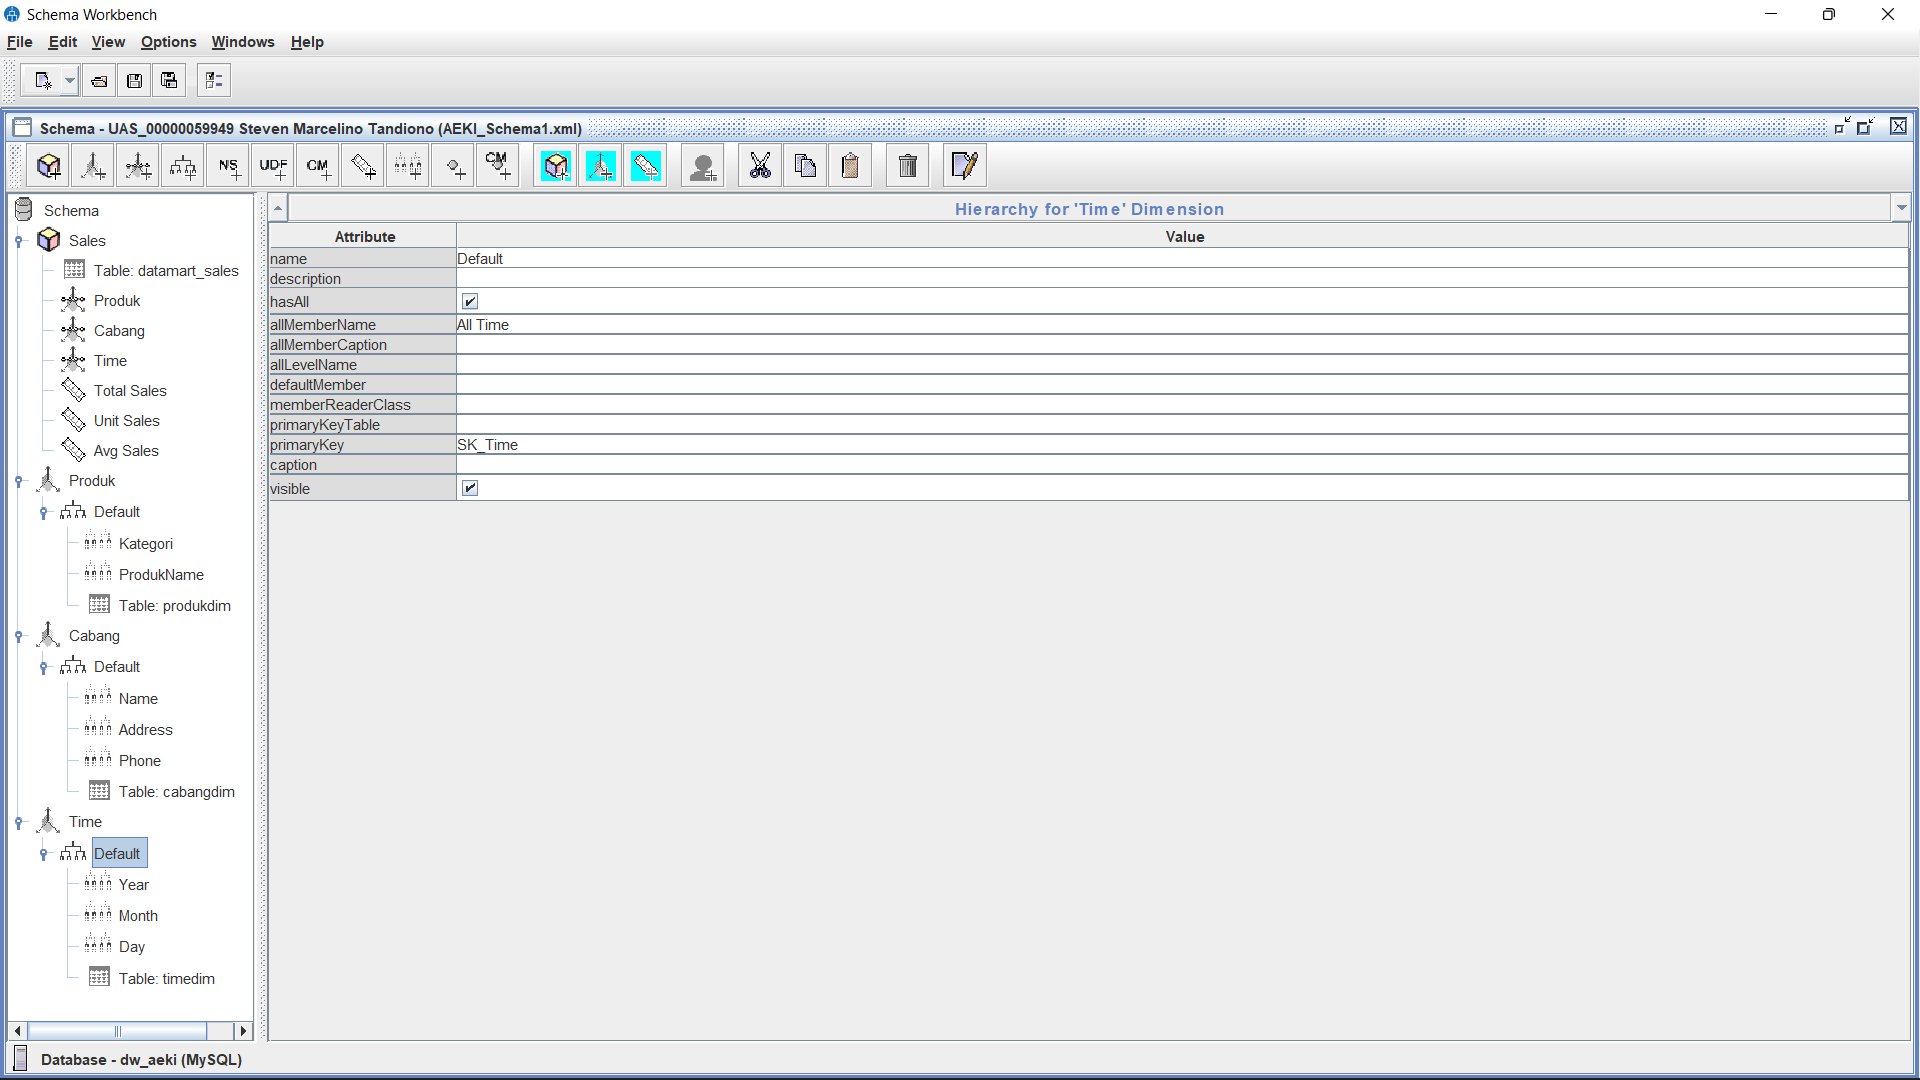 Schema Workbench
File Edit View Options Windows Help
Schema - UAS_00000059949 Steven Marcelino Tandiono (AEKI_Schema1.xml)
NS UDF CM CM
Schema
Sales
Table: datamart_sales
Produk
Cabang
Time
Total Sales
Unit Sales
Avg Sales
Produk
Default
Kategori
ProdukName
Table: produkdim
Cabang
Default
Name
Address
Phone
Table: cabangdim
Time
Default
Year
Month
Day
Table: timedim
Hierarchy for 'Time' Dimension
Attribute Value
name Default
description
hasAll
allMemberName All Time
allMemberCaption
allLevelName
defaultMember
memberReaderClass
primaryKeyTable
primaryKey SK_Time
caption
visible
Database - dw_aeki (MySQL)